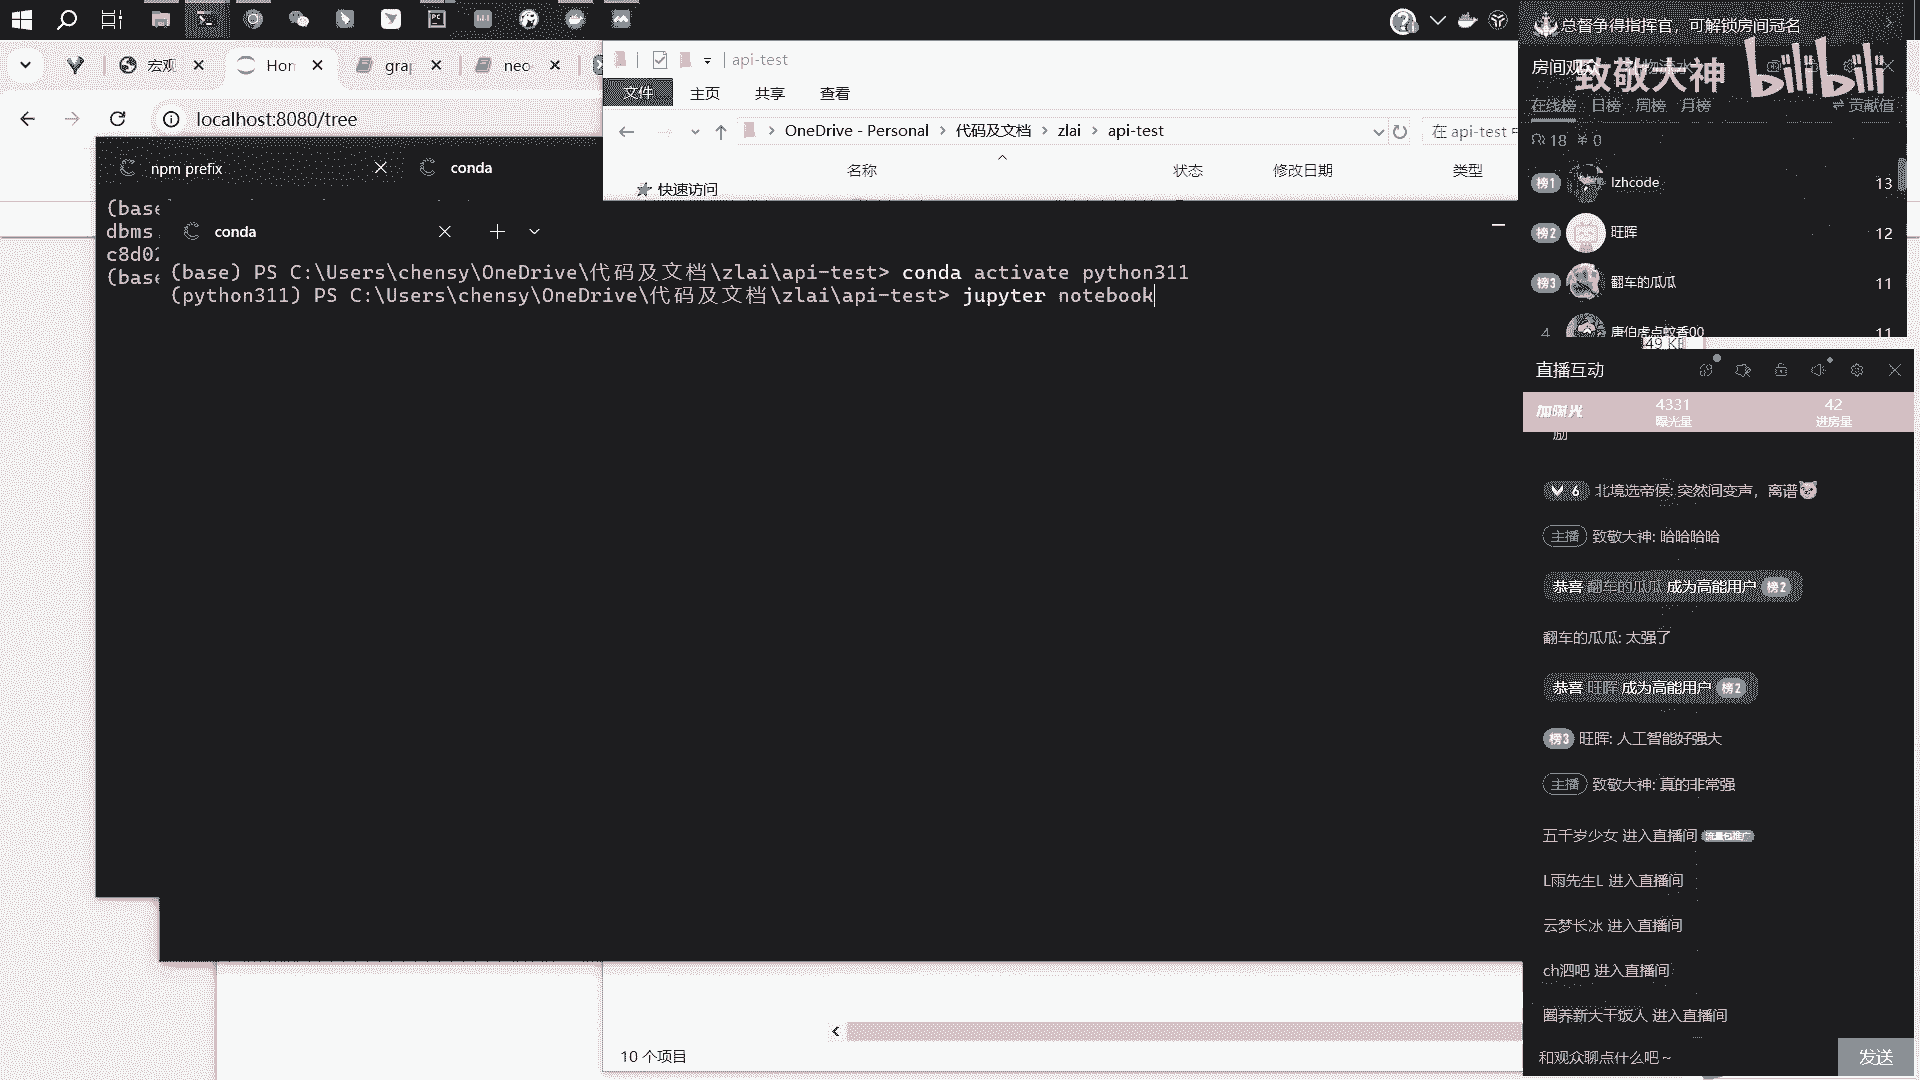 宏观
Hom
grap
neo
localhost:8080/tree
api-test
文件
主页
共享
查看
OneDrive - Personal
代码及文档
zlai
api-test
在 api-test 中
名称
状态
修改日期
类型
快速访问
npm prefix
conda
(base
dbms
c8d02
(base
conda
(base) PS C:\Users\chensy\OneDrive\代码及文档\zlai\api-test> conda activate python311
(python311) PS C:\Users\chensy\OneDrive\代码及文档\zlai\api-test> jupyter notebook
10 个项目
总督争得指挥官，可解锁房间冠名
致敬大神 bilibili
房间观众
在线榜 日榜 周榜 月榜 贡献值
18 ¥ 0
榜1 lzhcode 13
榜2 旺晖 12
榜3 翻车的瓜瓜 11
4 唐伯虎点蚊香00 11
49 KB
直播互动
加曝光
4331
曝光量
42
进房量
励
6 北境选帝侯: 突然间变声，离谱
主播 致敬大神: 哈哈哈哈
恭喜 翻车的瓜瓜 成为高能用户 榜2
翻车的瓜瓜: 太强了
恭喜 旺晖 成为高能用户 榜2
榜3 旺晖: 人工智能好强大
主播 致敬大神: 真的非常强
五千岁少女 进入直播间 流量包推广
L雨先生L 进入直播间
云梦长冰 进入直播间
ch泗吧 进入直播间
圈养新大干饭人 进入直播间
和观众聊点什么吧~
发送